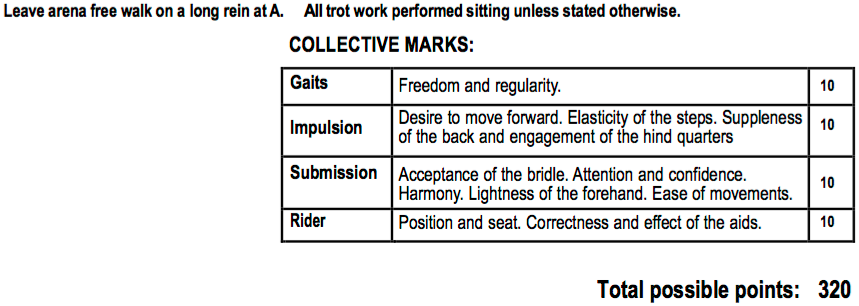 Leave arena free walk on a long rein at A. All trot work performed sitting unless stated otherwise.
COLLECTIVE MARKS:
Gaits Freedom and regularity. 10
Impulsion Desire to move forward. Elasticity of the steps. Suppleness of the back and engagement of the hind quarters 10
Submission Acceptance of the bridle. Attention and confidence. Harmony. Lightness of the forehand. Ease of movements. 10
Rider Position and seat. Correctness and effect of the aids. 10
Total possible points: 320